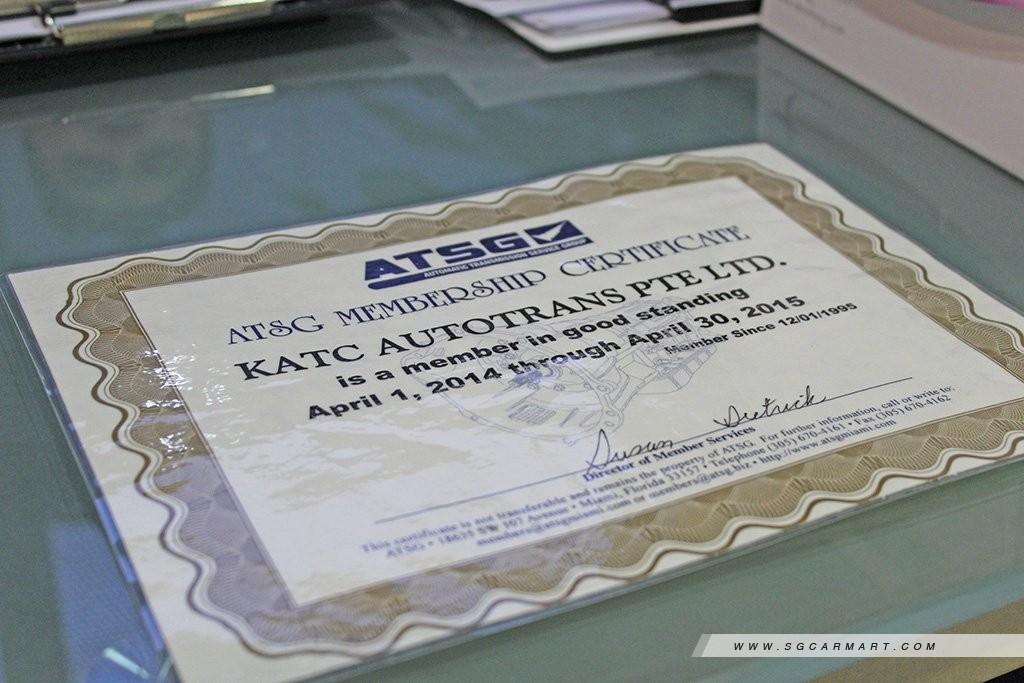 ATSG
AUTOMATIC TRANSMISSION SERVICE GROUP
ATSG MEMBERSHIP CERTIFICATE
KATC AUTOTRANS PTE LTD.
is a member in good standing
April 1, 2014 through April 30, 2015
Member Since 12/01/1995
Susan Dietrick
Director of Member Services
This certificate is not transferable and remains the property of ATSG. For further information, call or write to:
ATSG • 18635 SW 107 Avenue • Miami, Florida 33157 • Telephone (305) 670-4161 • Fax (305) 670-4162
members@atsgmiami.com or members@atsg.biz • http://www.atsgmiami.com
WWW.SGCARMART.COM